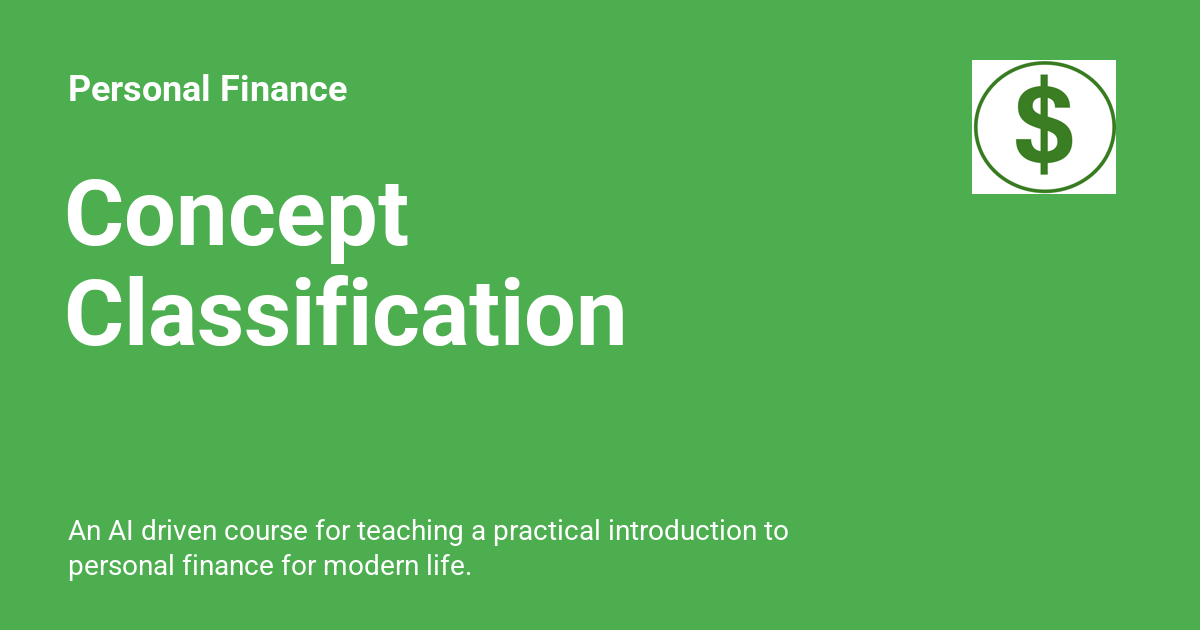 Personal Finance
$
Concept
Classification
An AI driven course for teaching a practical introduction to
personal finance for modern life.